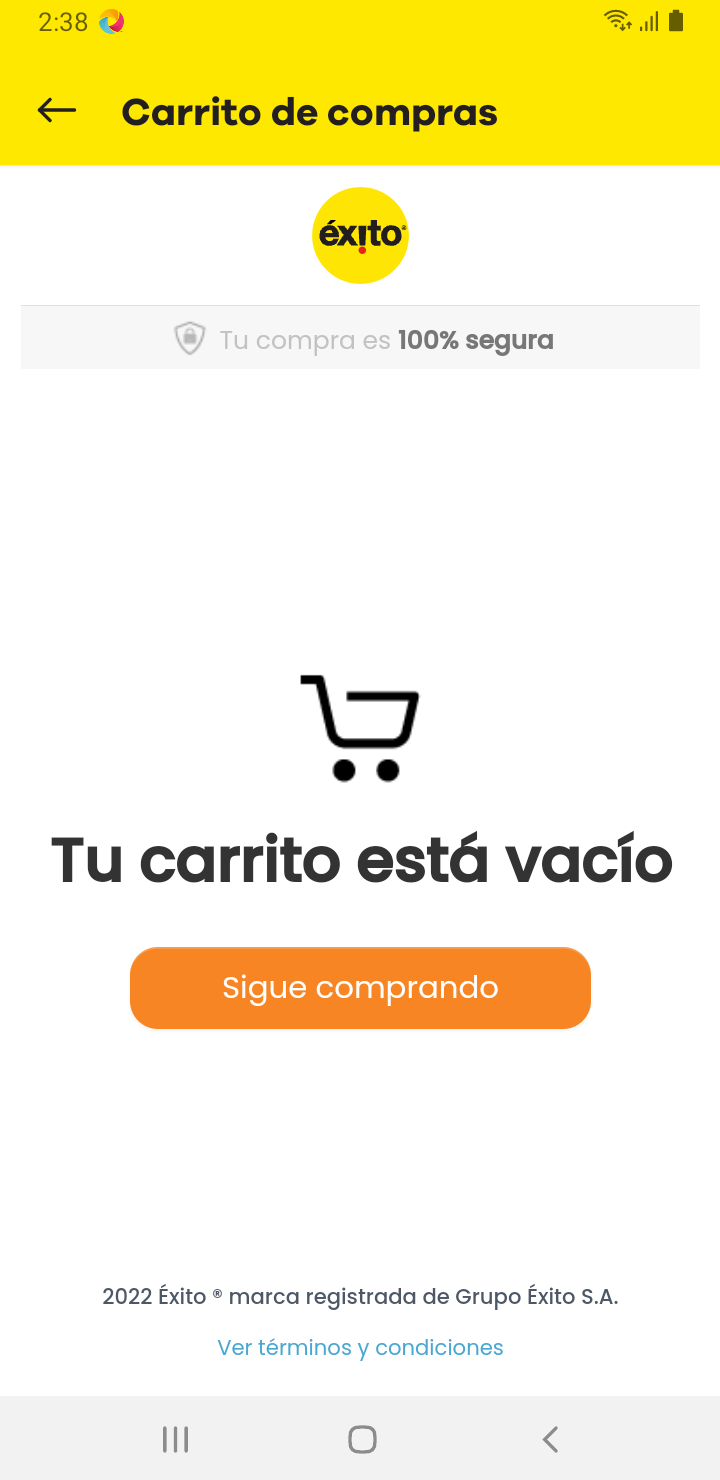 2:38
Carrito de compras
éxito®
Tu compra es 100% segura
Tu carrito está vacío
Sigue comprando
2022 Éxito ® marca registrada de Grupo Éxito S.A.
Ver términos y condiciones